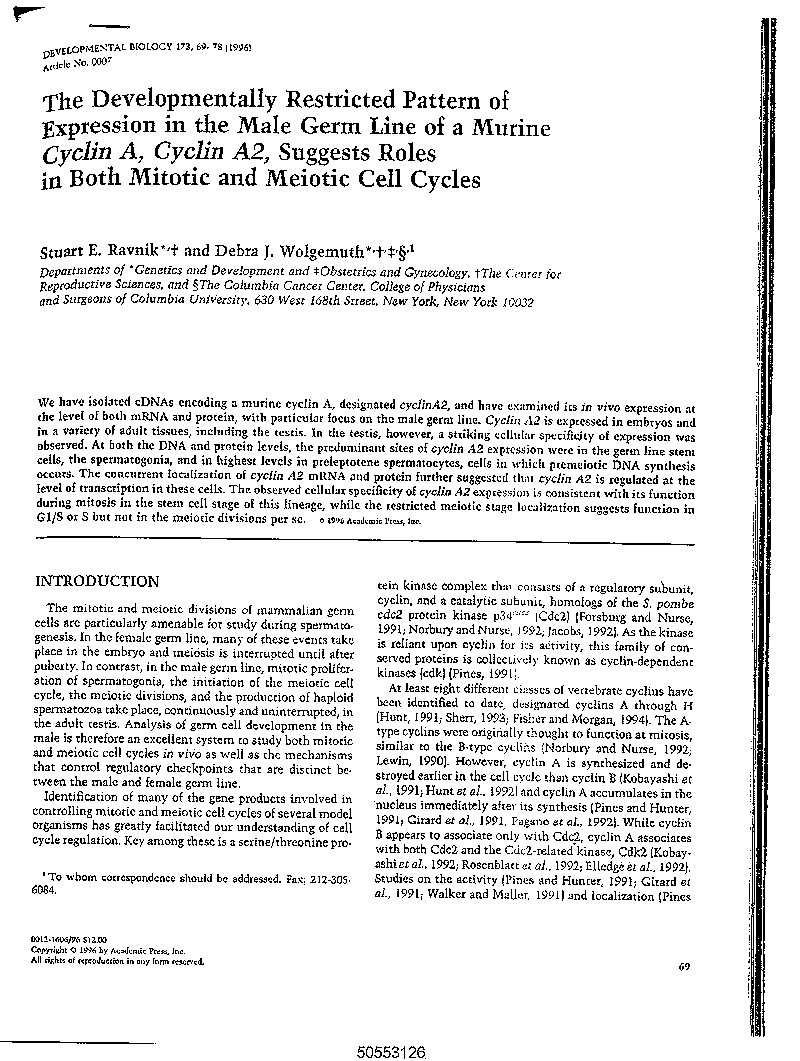 DEVELOPMENTAL BIOLOGY 173, 69-78 (1996)
Article No. 0007
The Developmentally Restricted Pattern of
Expression in the Male Germ Line of a Murine
Cyclin A, Cyclin A2, Suggests Roles
in Both Mitotic and Meiotic Cell Cycles
Stuart E. Ravnik*,† and Debra J. Wolgemuth*,†,‡,§,1
Departments of *Genetics and Development and ‡Obstetrics and Gynecology, †The Center for
Reproductive Sciences, and §The Columbia Cancer Center, College of Physicians
and Surgeons of Columbia University, 630 West 168th Street, New York, New York 10032
We have isolated cDNAs encoding a murine cyclin A, designated cyclinA2, and have examined its in vivo expression at
the level of both mRNA and protein, with particular focus on the male germ line. Cyclin A2 is expressed in embryos and
in a variety of adult tissues, including the testis. In the testis, however, a striking cellular specificity of expression was
observed. At both the DNA and protein levels, the predominant sites of cyclin A2 expression were in the germ line stem
cells, the spermatogonia, and in highest levels in preleptotene spermatocytes, cells in which premeiotic DNA synthesis
occurs. The concurrent localization of cyclin A2 mRNA and protein further suggested that cyclin A2 is regulated at the
level of transcription in these cells. The observed cellular specificity of cyclin A2 expression is consistent with its function
during mitosis in the stem cell stage of this lineage, while the restricted meiotic stage localization suggests function in
G1/S or S but not in the meiotic divisions per se. © 1996 Academic Press, Inc.
INTRODUCTION
The mitotic and meiotic divisions of mammalian germ
cells are particularly amenable for study during spermato-
genesis. In the female germ line, many of these events take
place in the embryo and meiosis is interrupted until after
puberty. In contrast, in the male germ line, mitotic prolifer-
ation of spermatogonia, the initiation of the meiotic cell
cycle, the meiotic divisions, and the production of haploid
spermatozoa take place, continuously and uninterrupted, in
the adult testis. Analysis of germ cell development in the
male is therefore an excellent system to study both mitotic
and meiotic cell cycles in vivo as well as the mechanisms
that control regulatory checkpoints that are distinct be-
tween the male and female germ line.
Identification of many of the gene products involved in
controlling mitotic and meiotic cell cycles of several model
organisms has greatly facilitated our understanding of cell
cycle regulation. Key among these is a serine/threonine pro-
1 To whom correspondence should be addressed. Fax: 212-305-
6084.
tein kinase complex that consists of a regulatory subunit,
cyclin, and a catalytic subunit, homologs of the S. pombe
cdc2 protein kinase p34 (Cdc2) (Forsburg and Nurse,
1991; Norbury and Nurse, 1992; Jacobs, 1992). As the kinase
is reliant upon cyclin for its activity, this family of con-
served proteins is collectively known as cyclin-dependent
kinases (cdk) (Pines, 1991).
At least eight different classes of vertebrate cyclins have
been identified to date, designated cyclins A through H
(Hunt, 1991; Sherr, 1993; Fisher and Morgan, 1994). The A-
type cyclins were originally thought to function at mitosis,
similar to the B-type cyclins (Norbury and Nurse, 1992;
Lewin, 1990). However, cyclin A is synthesized and de-
stroyed earlier in the cell cycle than cyclin B (Kobayashi et
al., 1991; Hunt et al., 1992) and cyclin A accumulates in the
nucleus immediately after its synthesis (Pines and Hunter,
1991; Girard et al., 1991, Pagano et al., 1992). While cyclin
B appears to associate only with Cdc2, cyclin A associates
with both Cdc2 and the Cdc2-related kinase, Cdk2 (Kobay-
ashi et al., 1992; Rosenblatt et al., 1992; Elledge et al., 1992).
Studies on the activity (Pines and Hunter, 1991; Girard et
al., 1991; Walker and Maller, 1991) and localization (Pines
0012-1606/96 $12.00
Copyright © 1996 by Academic Press, Inc.
All rights of reproduction in any form reserved.
69
50553126